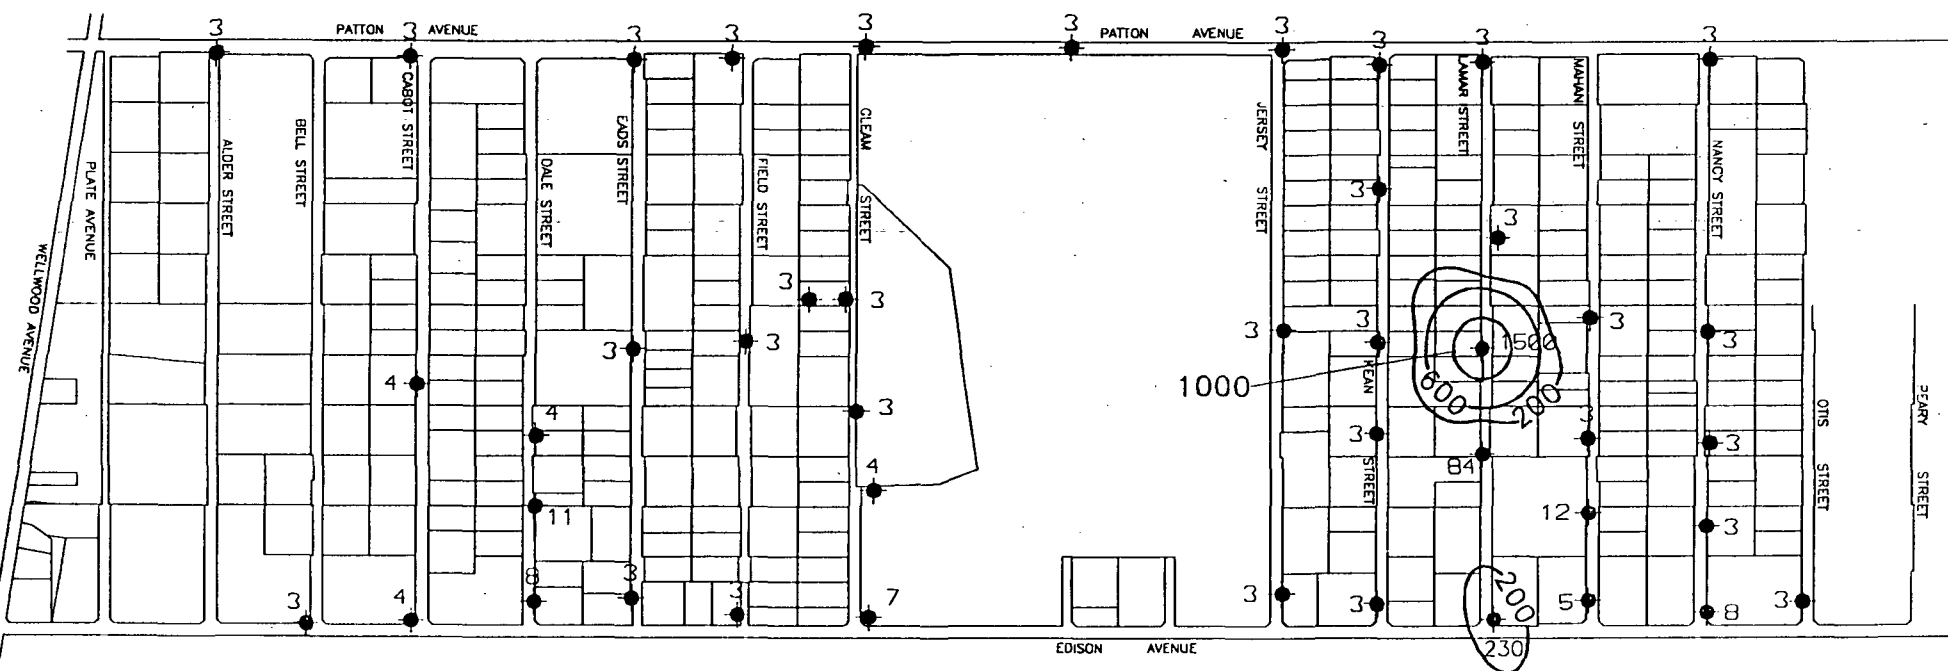 PATTON AVENUE
PATTON AVENUE
3
3
3
3
3
3
3
3
3
3
WELLWOOD AVENUE
PLATE AVENUE
ALDER STREET
BELL STREET
CABOT STREET
DALE STREET
EADS STREET
FIELD STREET
GLEAM STREET
JERSEY STREET
KEAN STREET
LAMAR STREET
MAHAN STREET
NANCY STREET
OTIS STREET
PEARY STREET
3
3
3
3
3
3
3
3
3
3
1500
1000
600
200
4
3
4
3
3
3
4
84
11
12
3
8
3
3
4
3
7
3
3
200
5
8
3
230
EDISON AVENUE